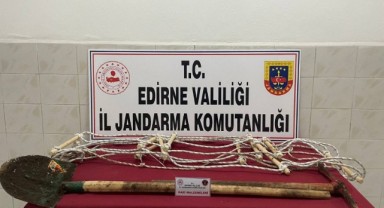 T.C.
EDİRNE VALİLİĞİ
İL JANDARMA KOMUTANLIĞI